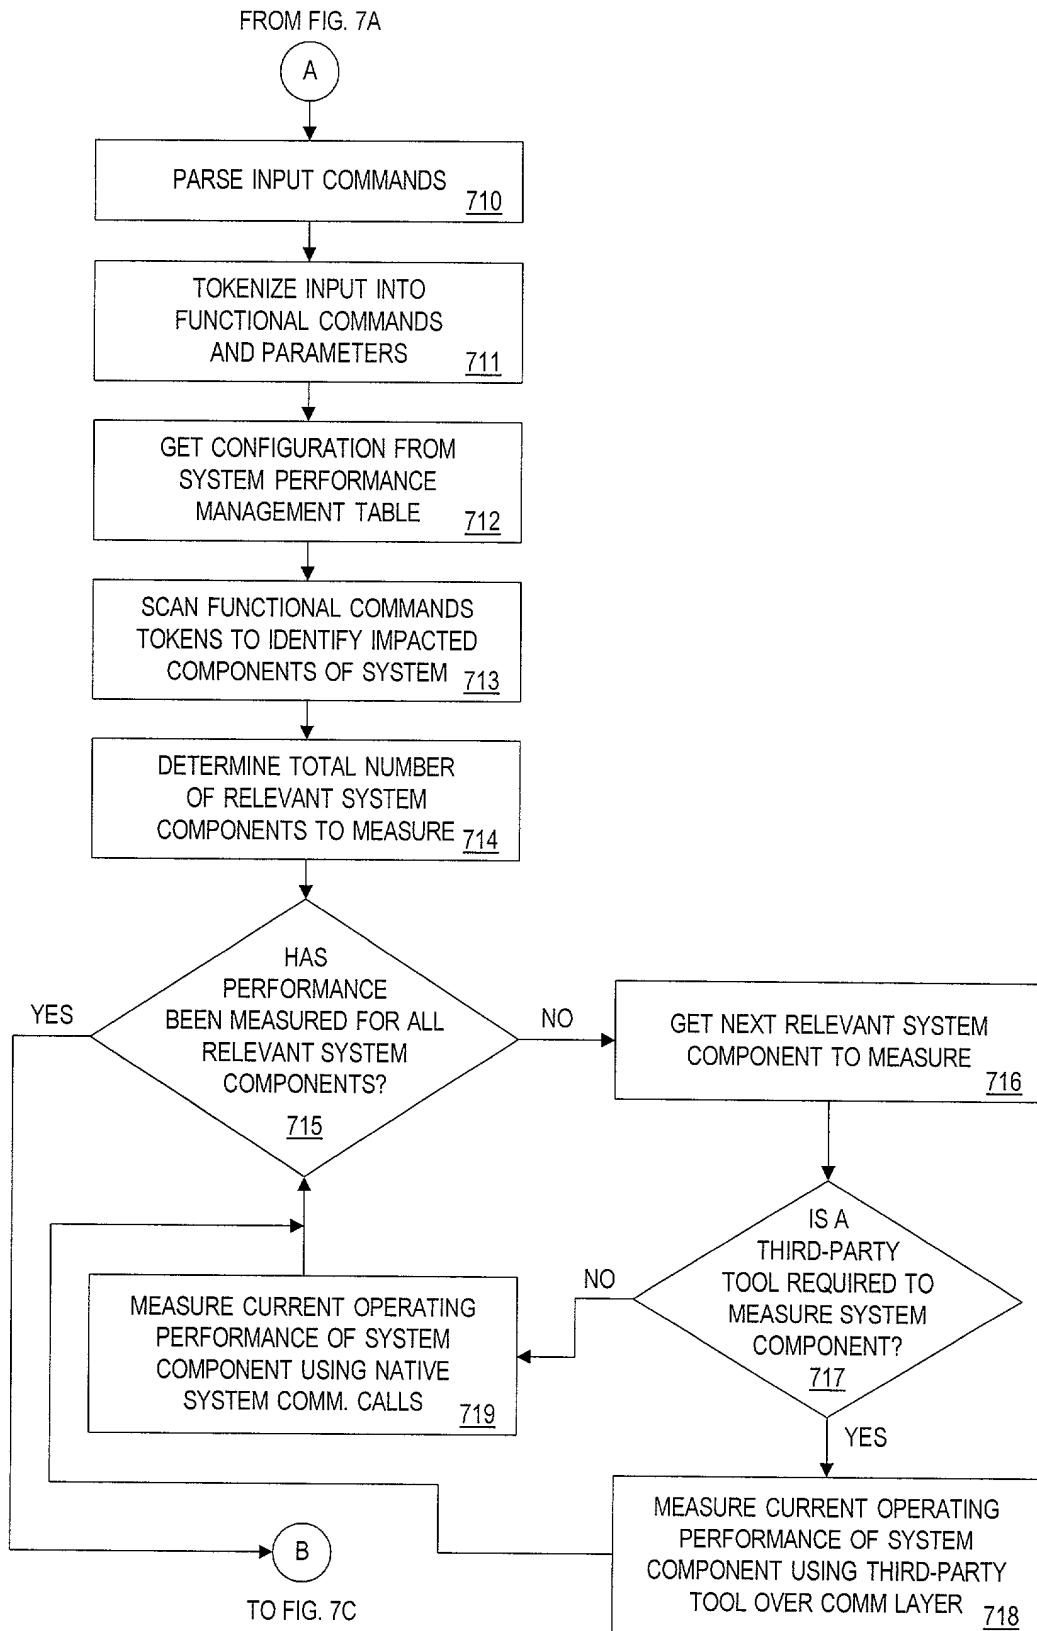 FROM FIG. 7A
A
PARSE INPUT COMMANDS
710
TOKENIZE INPUT INTO
FUNCTIONAL COMMANDS
AND PARAMETERS
711
GET CONFIGURATION FROM
SYSTEM PERFORMANCE
MANAGEMENT TABLE
712
SCAN FUNCTIONAL COMMANDS
TOKENS TO IDENTIFY IMPACTED
COMPONENTS OF SYSTEM
713
DETERMINE TOTAL NUMBER
OF RELEVANT SYSTEM
COMPONENTS TO MEASURE
714
HAS
PERFORMANCE
BEEN MEASURED FOR ALL
RELEVANT SYSTEM
COMPONENTS?
715
YES
NO
GET NEXT RELEVANT SYSTEM
COMPONENT TO MEASURE
716
IS A
THIRD-PARTY
TOOL REQUIRED TO
MEASURE SYSTEM
COMPONENT?
717
NO
YES
MEASURE CURRENT OPERATING
PERFORMANCE OF SYSTEM
COMPONENT USING NATIVE
SYSTEM COMM. CALLS
719
MEASURE CURRENT OPERATING
PERFORMANCE OF SYSTEM
COMPONENT USING THIRD-PARTY
TOOL OVER COMM LAYER
718
B
TO FIG. 7C